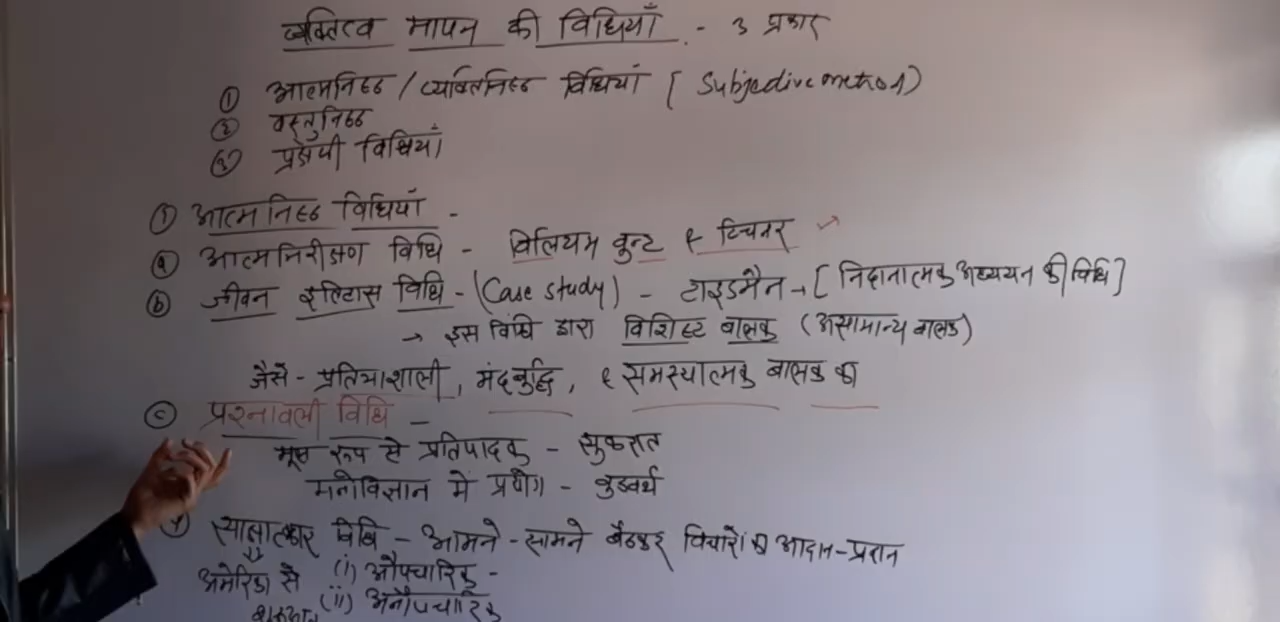 व्यक्तित्व मापन की विधियाँ - 3 प्रकार
① आत्मनिष्ठ / व्यक्तिनिष्ठ विधियां [ Subjective method )
② वस्तुनिष्ठ
③ प्रक्षेपी विधियाँ
① आत्मनिष्ठ विधियाँ -
ⓐ आत्मनिरीक्षण विधि - विलियम वुन्ट & टिचनर
ⓑ जीवन इतिहास विधि - (Case study) - टाइडमैन → [ निदानात्मक अध्ययन की विधि ]
→ इस विधि द्वारा विशिष्ट बालक (असामान्य बालक)
जैसे - प्रतिभाशाली, मंदबुद्धि, & समस्यात्मक बालक का
ⓒ प्रश्नावली विधि -
मूल रूप से प्रतिपादक - सुकरात
मनोविज्ञान में प्रयोग - वुडवर्थ
साक्षात्कार विधि - आमने - सामने बैठकर विचारों का आदान-प्रदान
अमेरिका से (i) औपचारिक -
(ii) अनौपचारिक